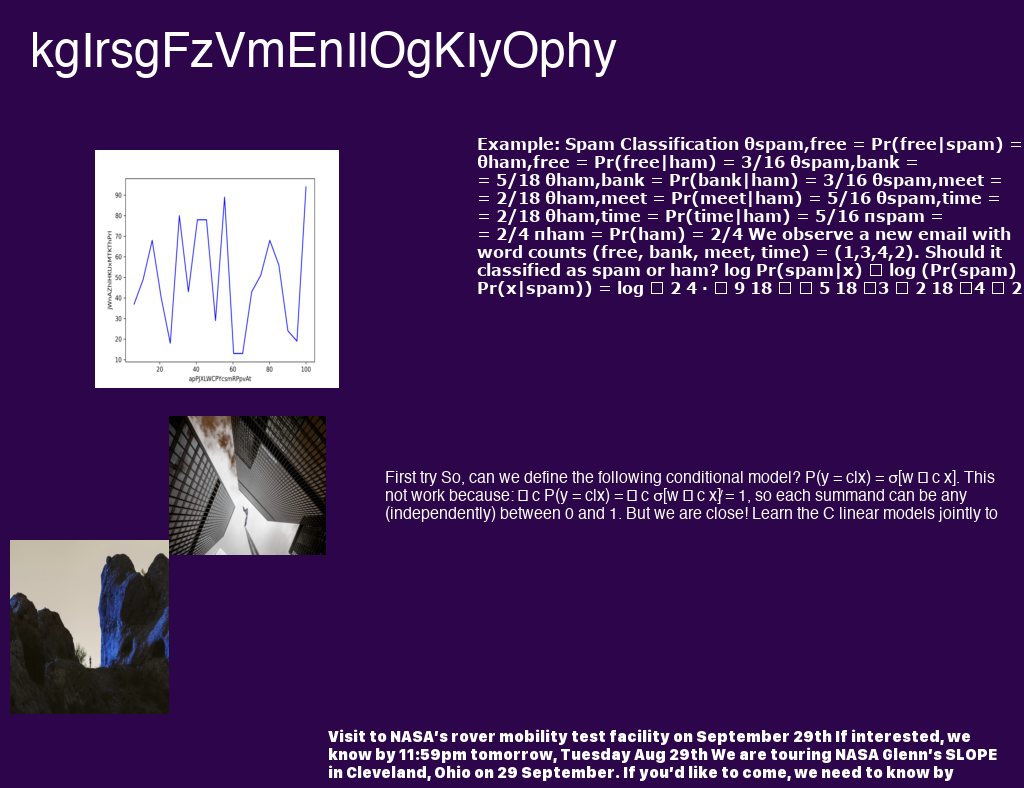 kgIrsgFzVmEnIlOgKIyOphy
Example: Spam Classification θspam,free = Pr(free|spam) =
θham,free = Pr(free|ham) = 3/16 θspam,bank =
= 5/18 θham,bank = Pr(bank|ham) = 3/16 θspam,meet =
= 2/18 θham,meet = Pr(meet|ham) = 5/16 θspam,time =
= 2/18 θham,time = Pr(time|ham) = 5/16 πspam =
= 2/4 πham = Pr(ham) = 2/4 We observe a new email with
word counts (free, bank, meet, time) = (1,3,4,2). Should it
classified as spam or ham? log Pr(spam|x) □ log (Pr(spam)
Pr(x|spam)) = log □ 2 4 · □ 9 18 □ □ 5 18 □3 □ 2 18 □4 □ 2
90
80
70
60
50
40
30
20
10
20 40 60 80 100
First try So, can we define the following conditional model? P(y = c|x) = σ[w □ c x]. This
not work because: □ c P(y = c|x) = □ c σ[w □ c x] ̸= 1, so each summand can be any
(independently) between 0 and 1. But we are close! Learn the C linear models jointly to
Visit to NASA's rover mobility test facility on September 29th If interested, we
know by 11:59pm tomorrow, Tuesday Aug 29th We are touring NASA Glenn's SLOPE
in Cleveland, Ohio on 29 September. If you'd like to come, we need to know by